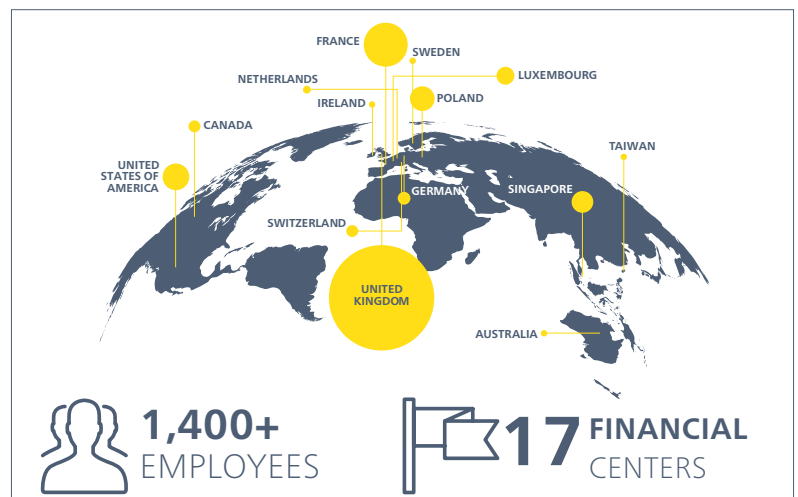 FRANCE
SWEDEN
LUXEMBOURG
NETHERLANDS
POLAND
IRELAND
CANADA
TAIWAN
UNITED
STATES OF
AMERICA
GERMANY
SINGAPORE
SWITZERLAND
UNITED
KINGDOM
AUSTRALIA
1,400+
EMPLOYEES
17 FINANCIAL
CENTERS